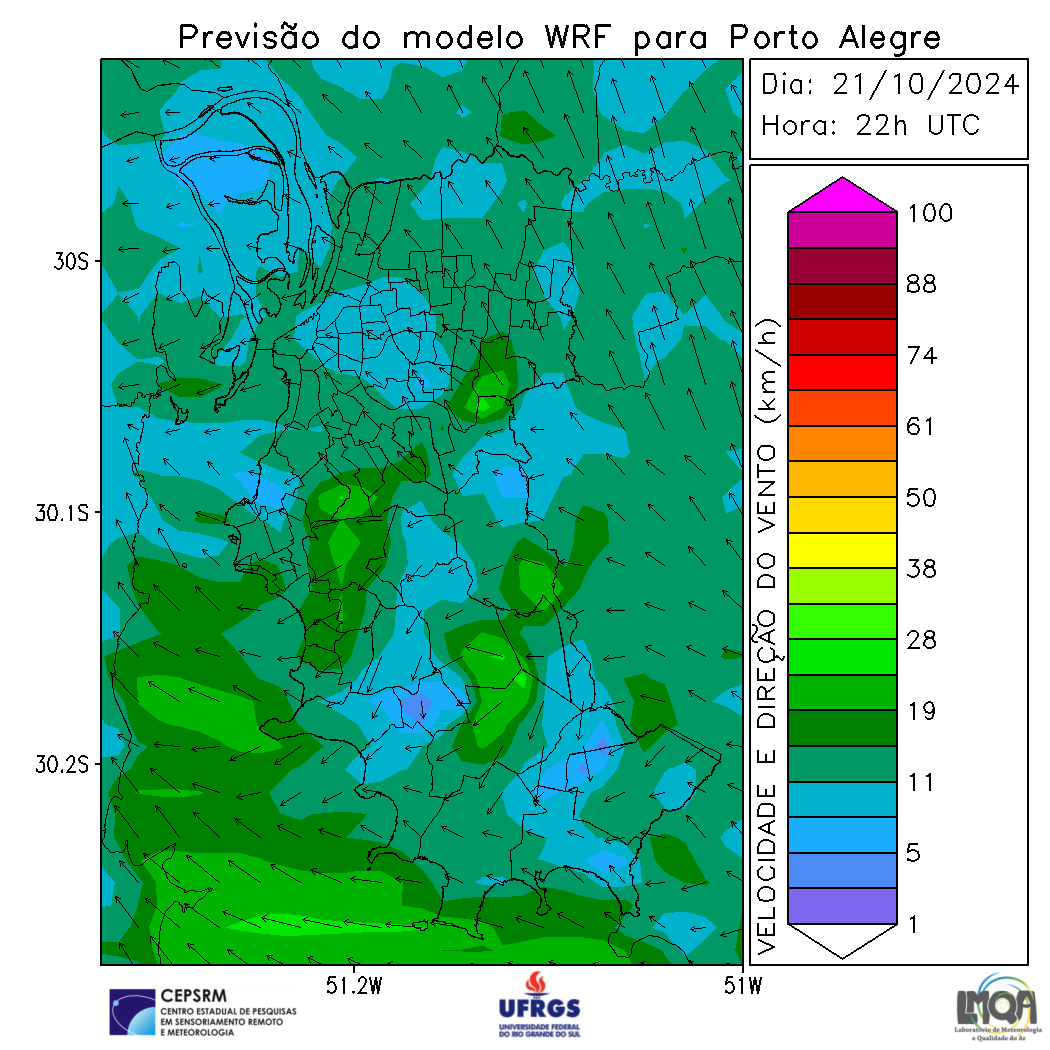 Previsão do modelo WRF para Porto Alegre
Dia: 21/10/2024
Hora: 22h UTC
30S
30.1S
30.2S
51.2W
51W
VELOCIDADE E DIREÇÃO DO VENTO (km/h)
100
88
74
61
50
38
28
19
11
5
1
CEPSRM
CENTRO ESTADUAL DE PESQUISAS
EM SENSORIAMENTO REMOTO
E METEOROLOGIA
UFRGS
UNIVERSIDADE FEDERAL
DO RIO GRANDE DO SUL
LMQA
Laboratório de Meteorologia
e Qualidade do Ar